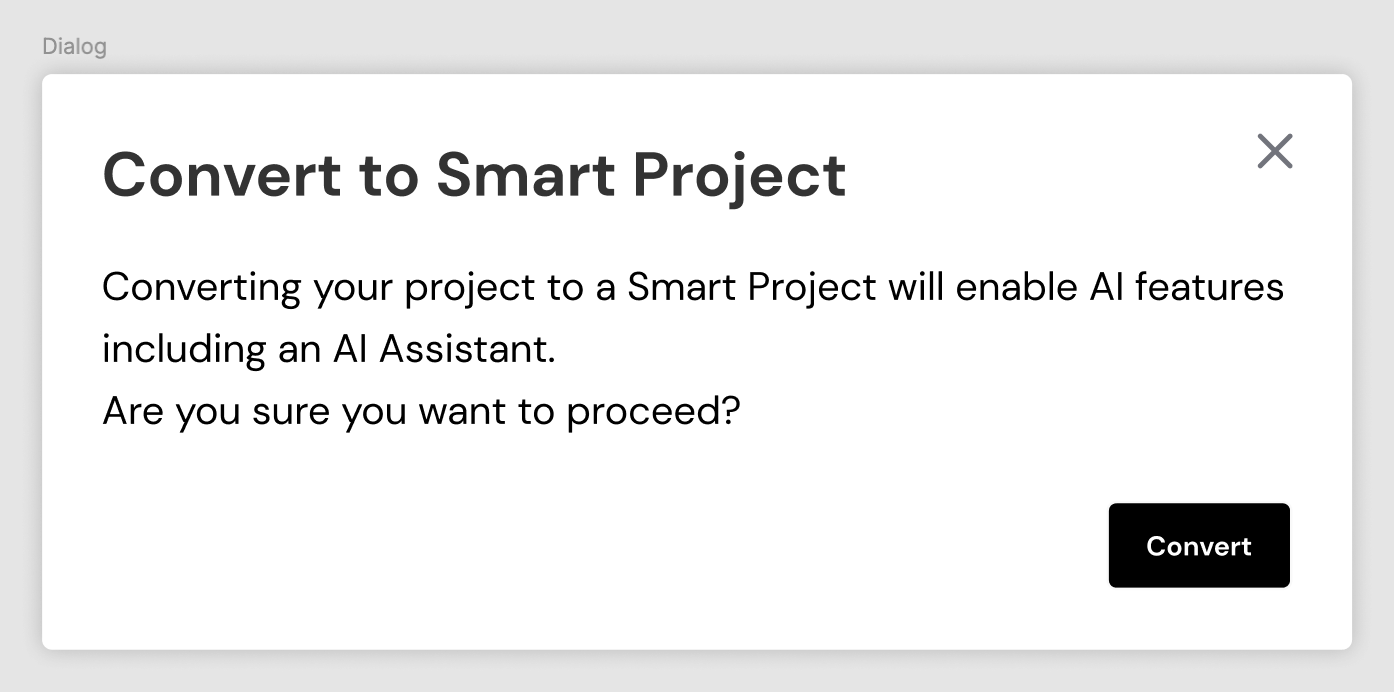 Dialog
Convert to Smart Project
Converting your project to a Smart Project will enable AI features
including an AI Assistant.
Are you sure you want to proceed?
Convert